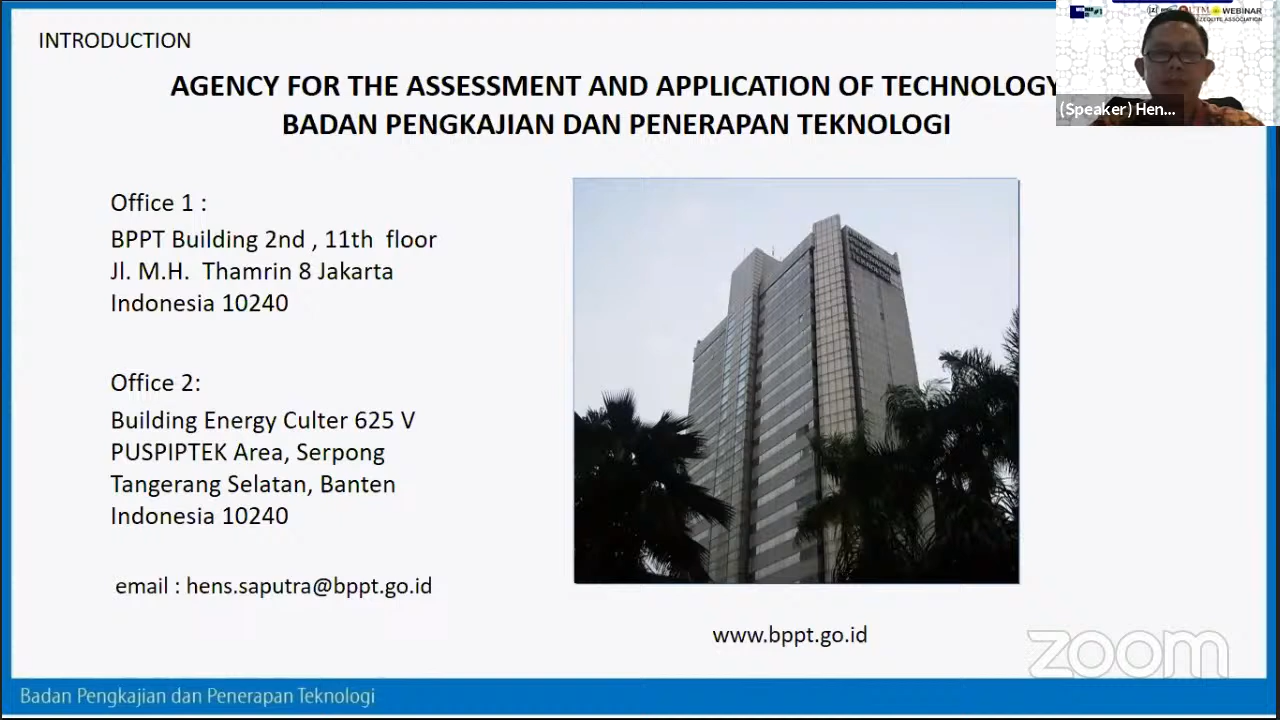 INTRODUCTION
AGENCY FOR THE ASSESSMENT AND APPLICATION OF TECHNOLOGY
BADAN PENGKAJIAN DAN PENERAPAN TEKNOLOGI
WEBINAR
(Speaker) Hen...
Office 1 :
BPPT Building 2nd , 11th floor
Jl. M.H. Thamrin 8 Jakarta
Indonesia 10240
Office 2:
Building Energy Culter 625 V
PUSPIPTEK Area, Serpong
Tangerang Selatan, Banten
Indonesia 10240
email : hens.saputra@bppt.go.id
www.bppt.go.id
zoom
Badan Pengkajian dan Penerapan Teknologi